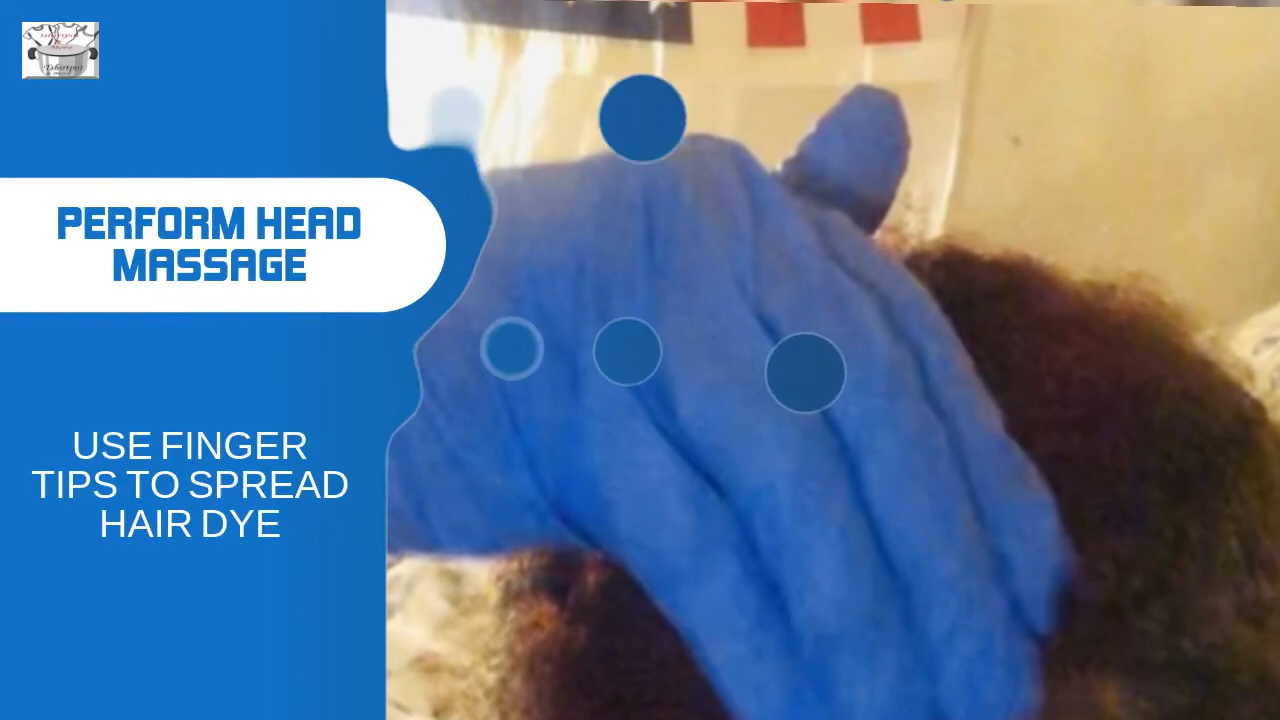 PERFORM HEAD
MASSAGE
USE FINGER
TIPS TO SPREAD
HAIR DYE